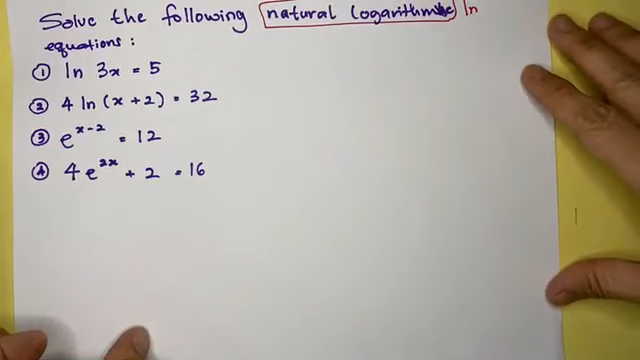 Solve the following natural logarithm ln
equations :
① ln 3x = 5
② 4 ln (x + 2) = 32
③ e^{x-2} = 12
④ 4e^{2x} + 2 = 16